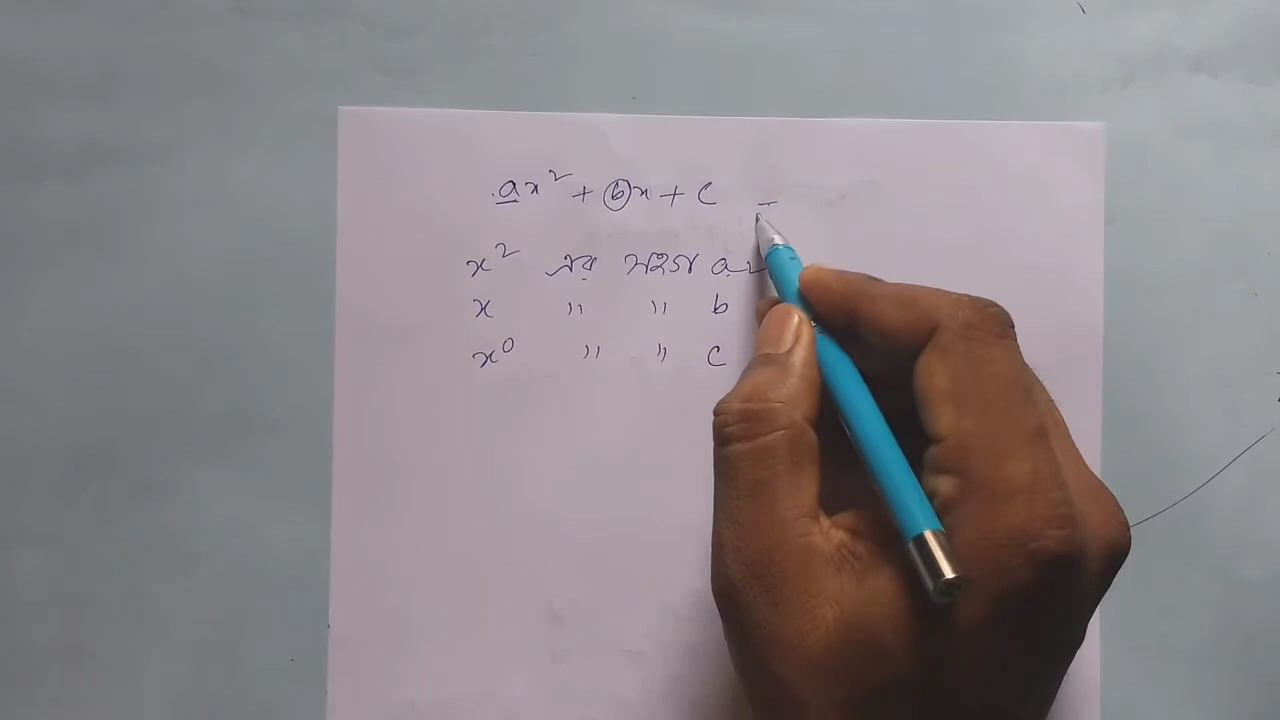 ax² + bx + c =
x² এর সহগ a
x " " b
x⁰ " " c